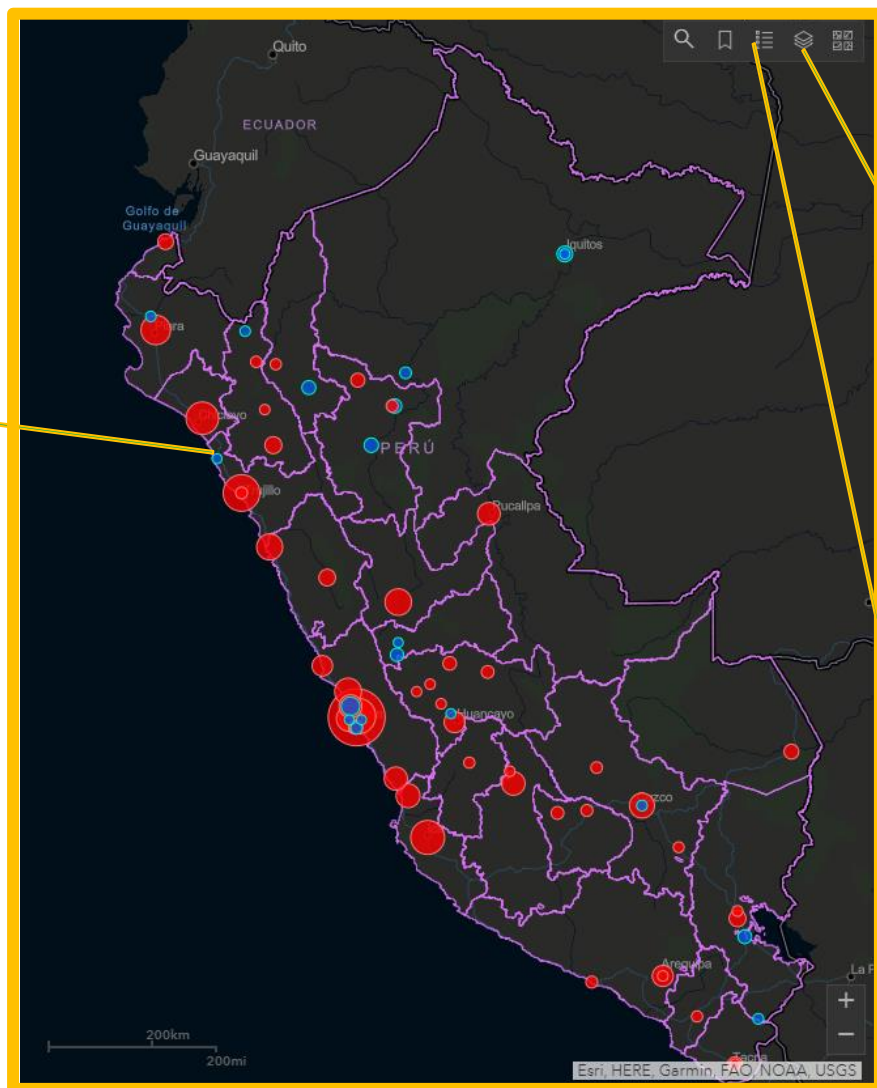 Quito
ECUADOR
Guayaquil
Golfo de
Guayaquil
Iquitos
PERÚ
Pucallpa
Huancayo
Arequipa
Tacna
200km
200mi
+
−
Esri, HERE, Garmin, FAO, NOAA, USGS